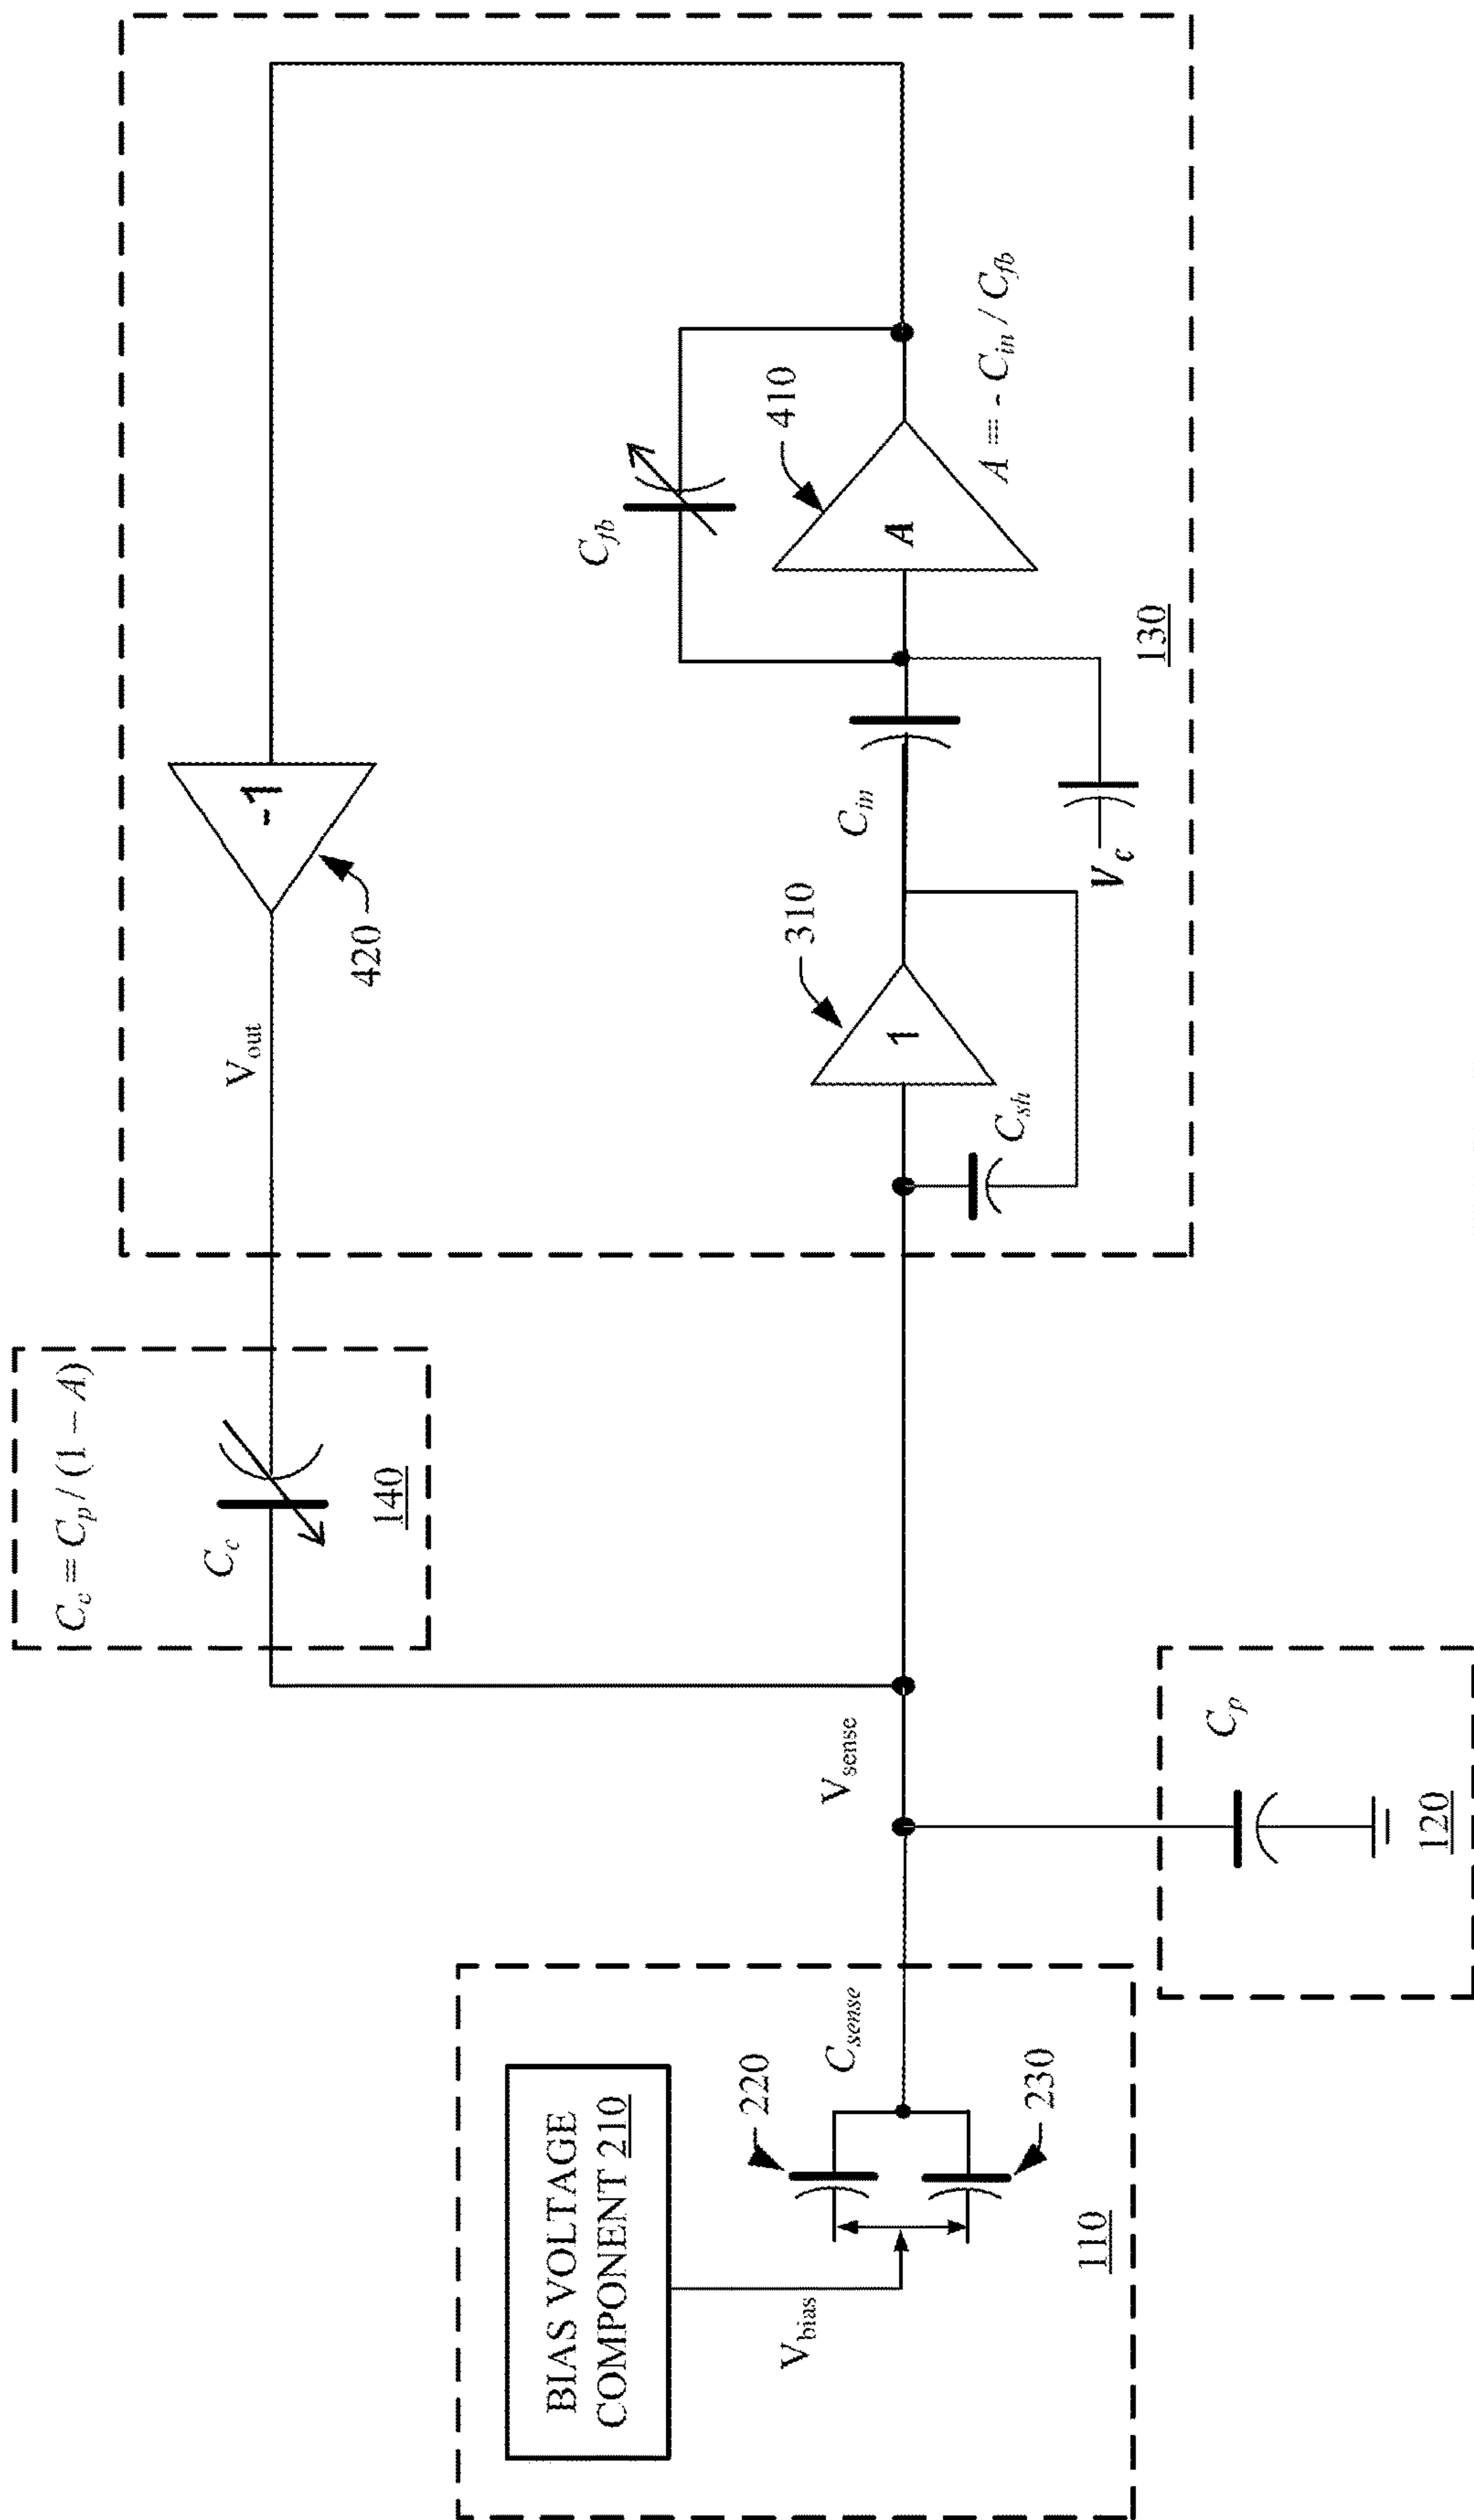 BIAS VOLTAGE
COMPONENT 210
V_bias
220
C_sense
230
110
V_sense
C_p
120
C_c = C_p / (1 – A)
C_c
140
V_out
-1
420
C_sh
1
310
C_in
V_c
C_fb
A
410
A = - C_in / C_fb
130